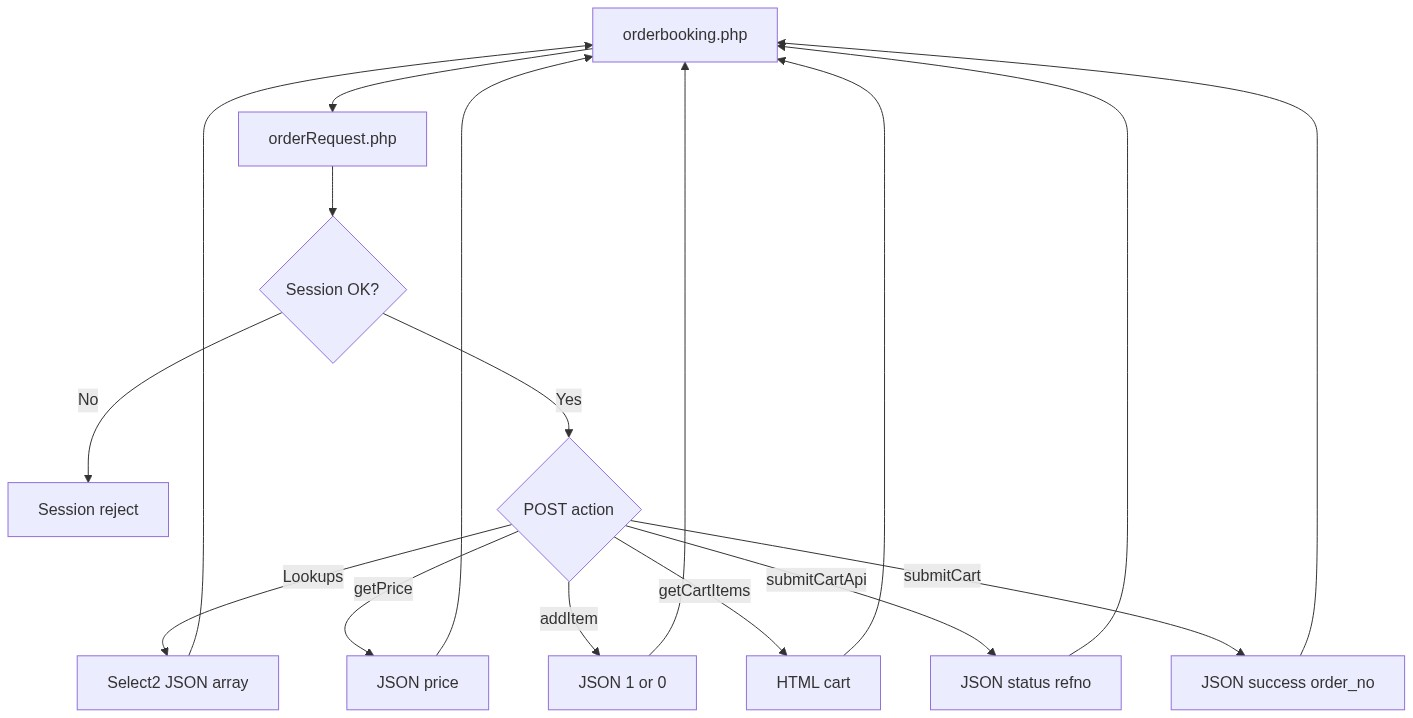 orderbooking.php
orderRequest.php
Session OK?
No
Yes
Session reject
POST action
Lookups
getPrice
addItem
getCartItems
submitCartApi
submitCart
Select2 JSON array
JSON price
JSON 1 or 0
HTML cart
JSON status refno
JSON success order_no